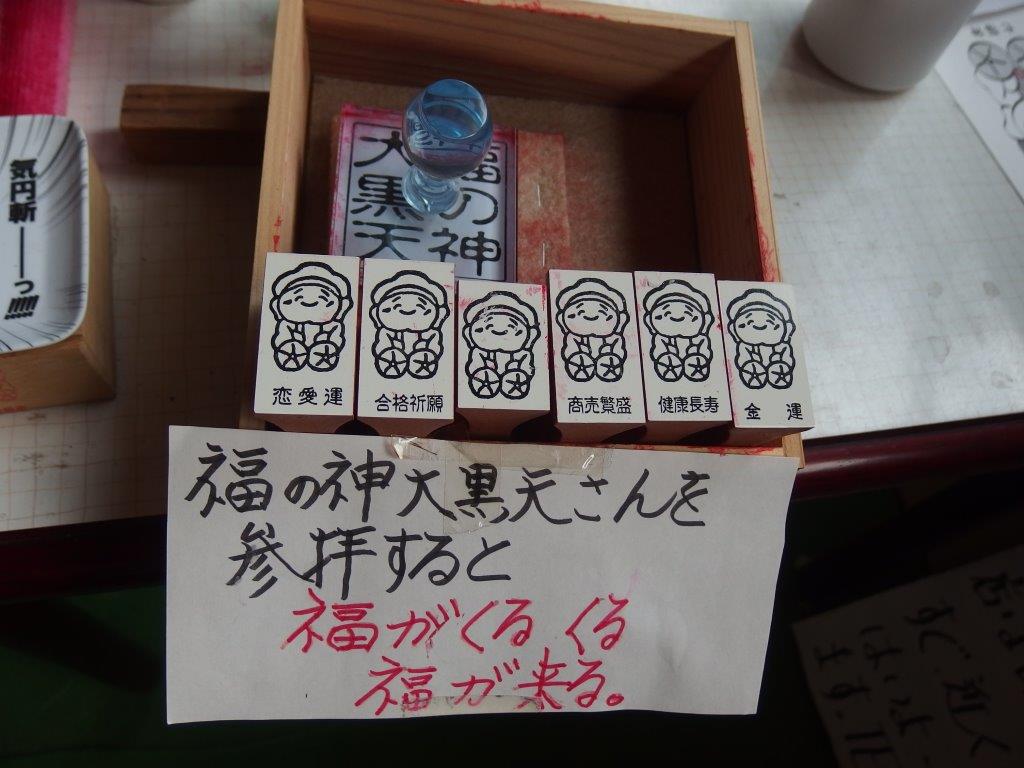 気円斬――っ!!!!!
福の神
大黒天
恋愛運
合格祈願
商売繁盛
健康長寿
金運
福の神大黒天さんを
参拝すると
福がくるくる
福が来る。